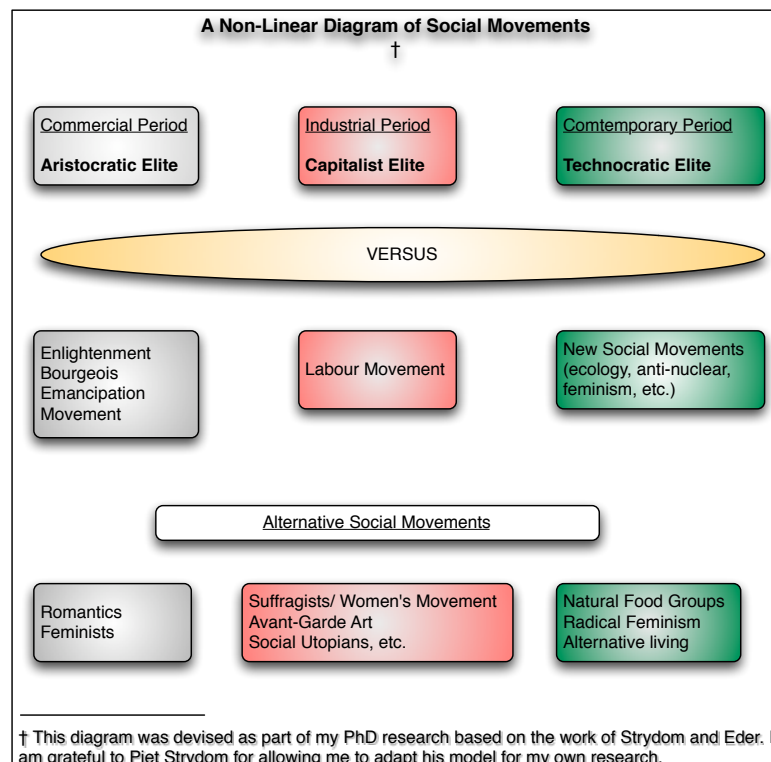 A Non-Linear Diagram of Social Movements
†
Commercial Period
Aristocratic Elite
Industrial Period
Capitalist Elite
Comtemporary Period
Technocratic Elite
VERSUS
Enlightenment
Bourgeois
Emancipation
Movement
Labour Movement
New Social Movements
(ecology, anti-nuclear,
feminism, etc.)
Alternative Social Movements
Romantics
Feminists
Suffragists/ Women's Movement
Avant-Garde Art
Social Utopians, etc.
Natural Food Groups
Radical Feminism
Alternative living
† This diagram was devised as part of my PhD research based on the work of Strydom and Eder. I
am grateful to Piet Strydom for allowing me to adapt his model for my own research.